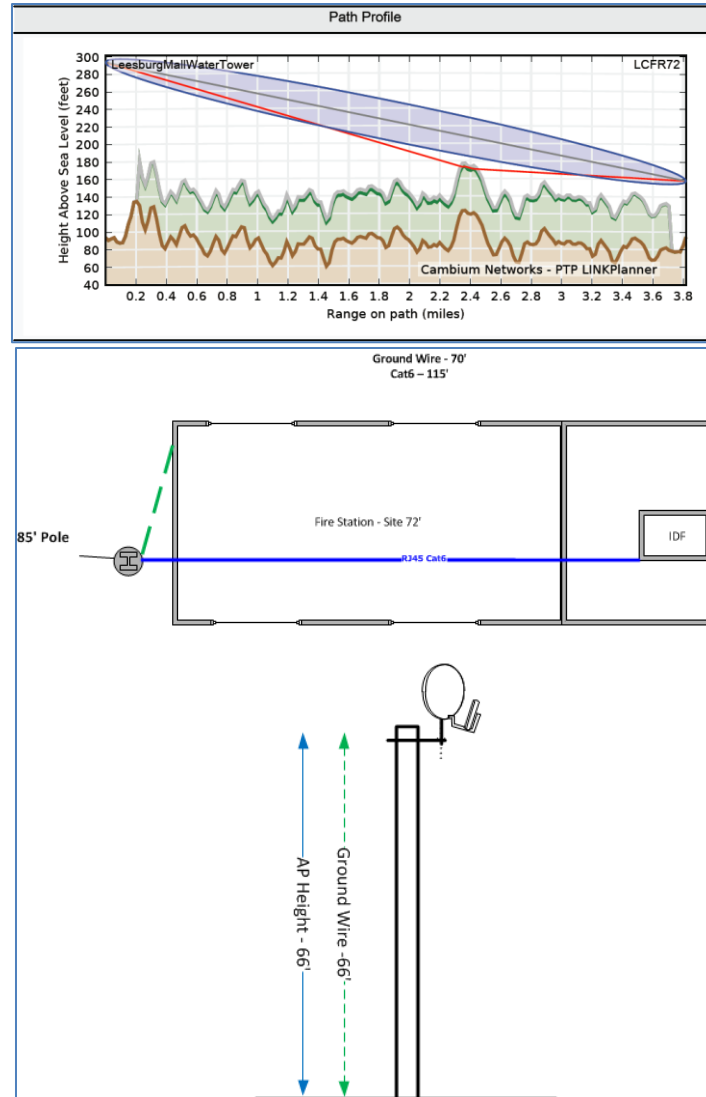 Path Profile
LeesburgMallWaterTower
LCFR72
Height Above Sea Level (feet)
300
280
260
240
220
200
180
160
140
120
100
80
60
40
Cambium Networks - PTP LINKPlanner
0.2 0.4 0.6 0.8 1 1.2 1.4 1.6 1.8 2 2.2 2.4 2.6 2.8 3 3.2 3.4 3.6 3.8
Range on path (miles)
Ground Wire - 70'
Cat6 – 115'
Fire Station - Site 72'
85' Pole
IDF
RJ45 Cat6
AP Height - 66'
Ground Wire -66'